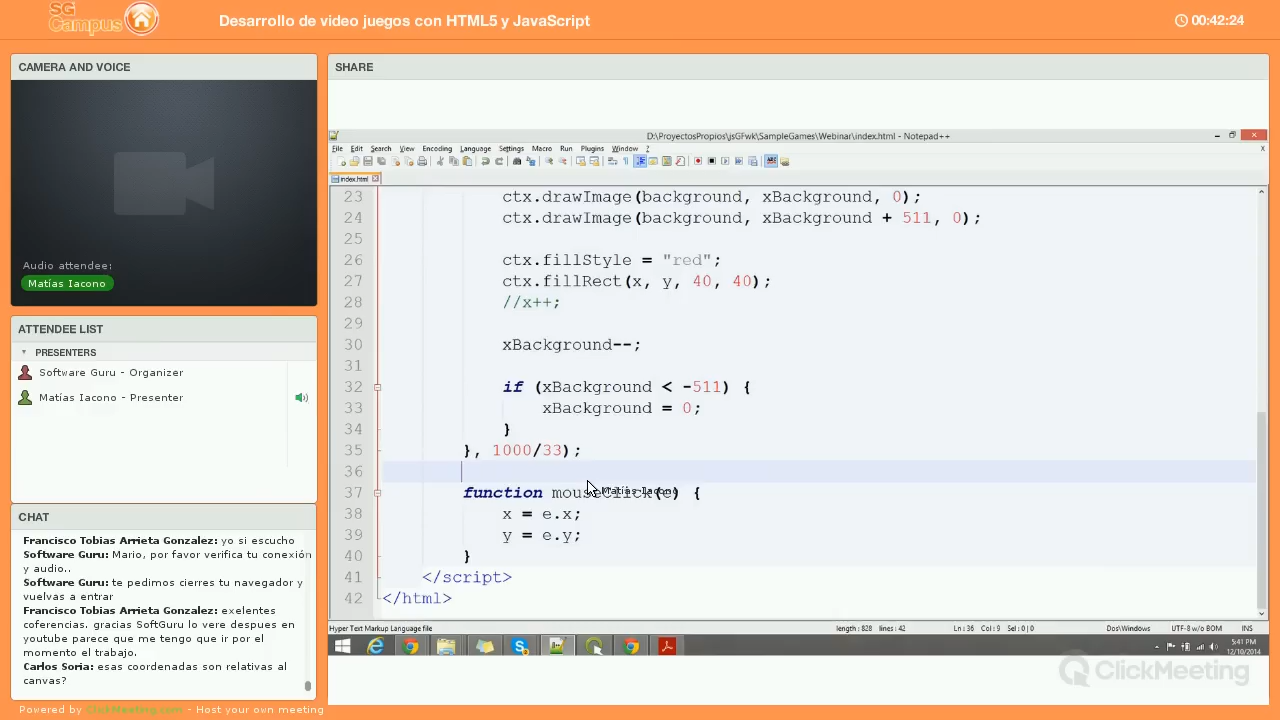 SG Campus
Desarrollo de video juegos con HTML5 y JavaScript
00:42:24
CAMERA AND VOICE
Audio attendee:
Matías Iacono
ATTENDEE LIST
PRESENTERS
Software Guru - Organizer
Matías Iacono - Presenter
CHAT
Francisco Tobias Arrieta Gonzalez: yo si escucho
Software Guru: Mario, por favor verifica tu conexión
y audio..
Software Guru: te pedimos cierres tu navegador y
vuelvas a entrar
Francisco Tobias Arrieta Gonzalez: exelentes
coferencias. gracias SoftGuru lo vere despues en
youtube parece que me tengo que ir por el
momento el trabajo.
Carlos Soria: esas coordenadas son relativas al
canvas?
SHARE
D:\ProyectosPropios\jsGFwk\SampleGames\Webinar\index.html - Notepad++
File Edit Search View Encoding Language Settings Macro Run Plugins Window ?
X
index.html
23 ctx.drawImage(background, xBackground, 0);
24 ctx.drawImage(background, xBackground + 511, 0);
25
26 ctx.fillStyle = "red";
27 ctx.fillRect(x, y, 40, 40);
28 //x++;
29
30 xBackground--;
31
32 if (xBackground < -511) {
33 xBackground = 0;
34 }
35 }, 1000/33);
36
37 function mouseClick(e) {
Matías Iacono
38 x = e.x;
39 y = e.y;
40 }
41 </script>
42 </html>
Hyper Text Markup Language file length : 828 lines : 42 Ln : 36 Col : 9 Sel : 0 | 0 Dos\Windows UTF-8 w/o BOM INS
5:41 PM
12/10/2014
ClickMeeting
Powered by ClickMeeting.com - Host your own meeting